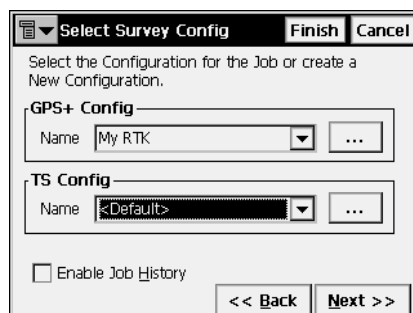 Select Survey Config Finish Cancel
Select the Configuration for the Job or create a
New Configuration.
GPS+ Config
Name My RTK ...
TS Config
Name <Default> ...
Enable Job History
<< Back Next >>